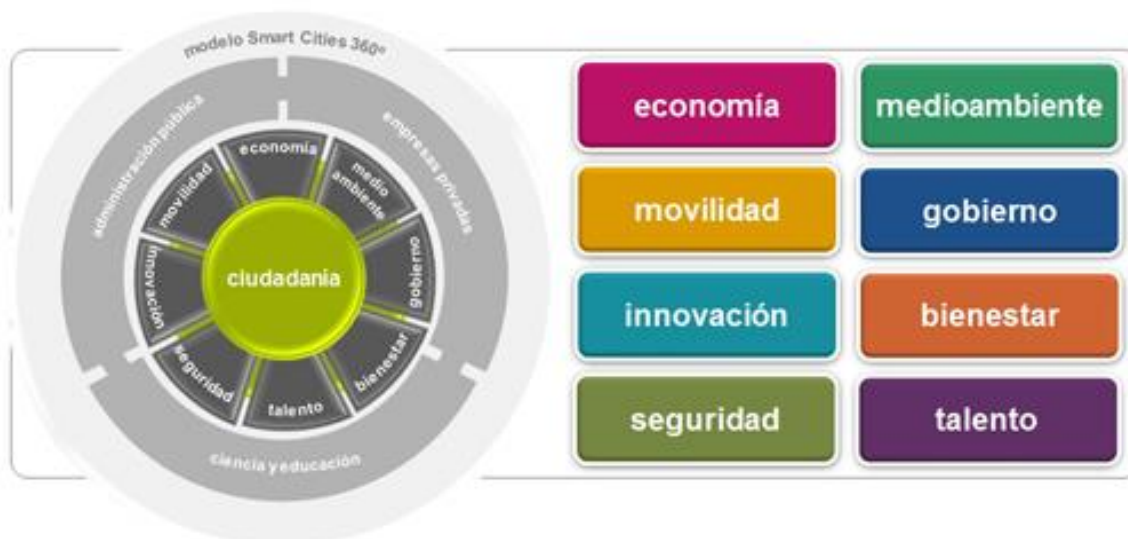 modelo Smart Cities 360º
administración pública
empresas privadas
ciencia y educación
economía
medio
ambiente
gobierno
bienestar
talento
seguridad
innovación
movilidad
ciudadanía
economía
medioambiente
movilidad
gobierno
innovación
bienestar
seguridad
talento